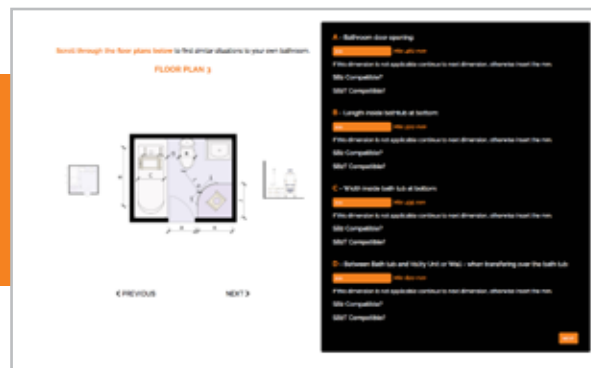 Scroll through the floor plans below to find similar situations to your own bathroom.
FLOOR PLAN 3
PREVIOUS
NEXT
A - Bathroom door opening:
If this dimension is not applicable continue to next dimension, otherwise insert the mm.
Compatible?
Compatible?
B - Length inside bathtub at bottom:
If this dimension is not applicable continue to next dimension, otherwise insert the mm.
Compatible?
Compatible?
C - Width inside bath tub at bottom:
If this dimension is not applicable continue to next dimension, otherwise insert the mm.
Compatible?
Compatible?
D - Between Bath tub and Unit or Wall - when transfering over the bath tub:
If this dimension is not applicable continue to next dimension, otherwise insert the mm.
Compatible?
Compatible?